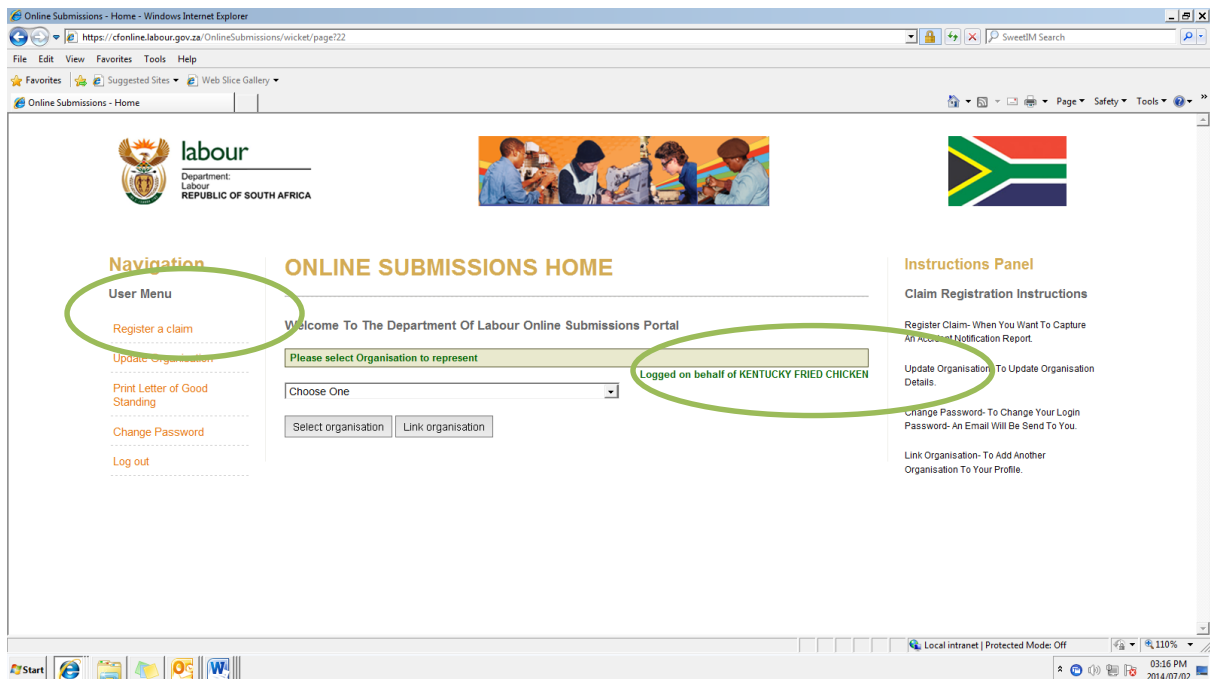 Online Submissions - Home - Windows Internet Explorer
https://cfonline.labour.gov.za/OnlineSubmissions/wicket/page?22
SweetIM Search
File Edit View Favorites Tools Help
Favorites Suggested Sites Web Slice Gallery
Online Submissions - Home
Page Safety Tools
labour
Department:
Labour
REPUBLIC OF SOUTH AFRICA
Navigation
User Menu
Register a claim
Update Organisation
Print Letter of Good
Standing
Change Password
Log out
ONLINE SUBMISSIONS HOME
Welcome To The Department Of Labour Online Submissions Portal
Please select Organisation to represent
Logged on behalf of KENTUCKY FRIED CHICKEN
Choose One
Select organisation Link organisation
Instructions Panel
Claim Registration Instructions
Register Claim- When You Want To Capture
An Accident Notification Report.
Update Organisation- To Update Organisation
Details.
Change Password- To Change Your Login
Password- An Email Will Be Send To You.
Link Organisation- To Add Another
Organisation To Your Profile.
Local intranet | Protected Mode: Off
110%
Start
03:16 PM
2014/07/02